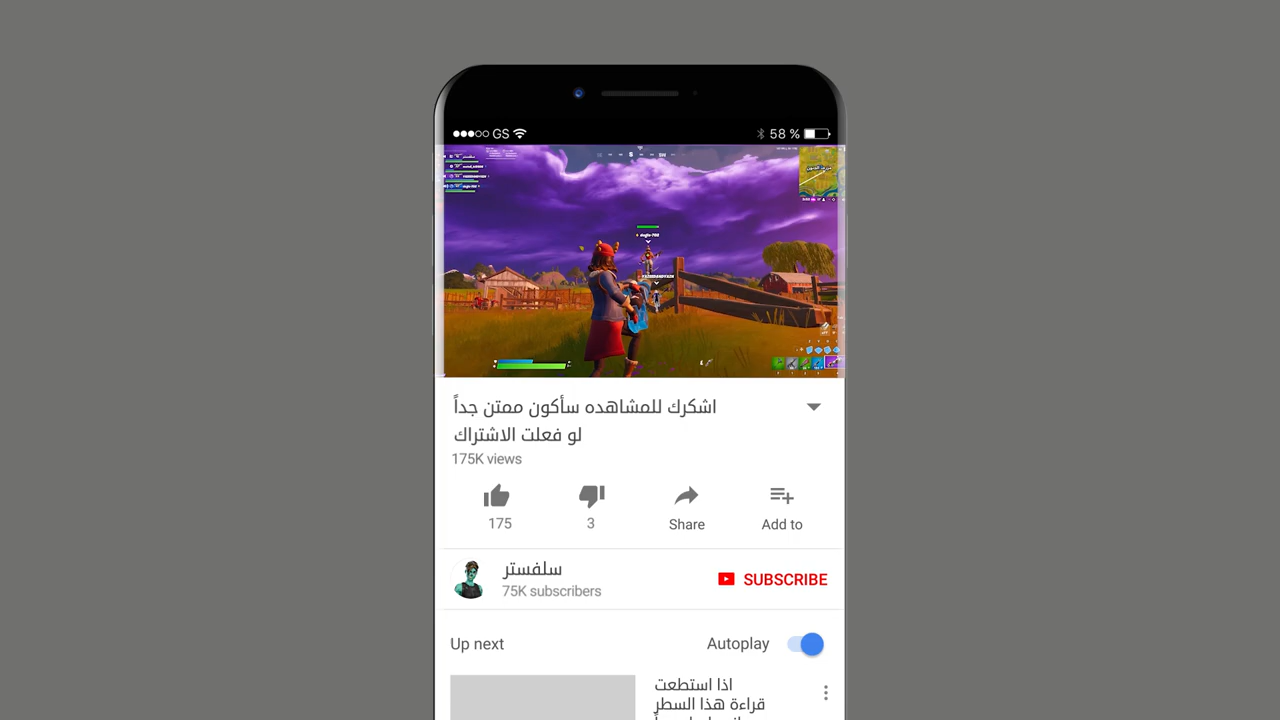 GS
58 %
اشكرك للمشاهده سأكون ممتن جداً
لو فعلت الاشتراك
175K views
175
3
Share
Add to
سلفستر
75K subscribers
SUBSCRIBE
Up next
Autoplay
اذا استطعت
قراءة هذا السطر